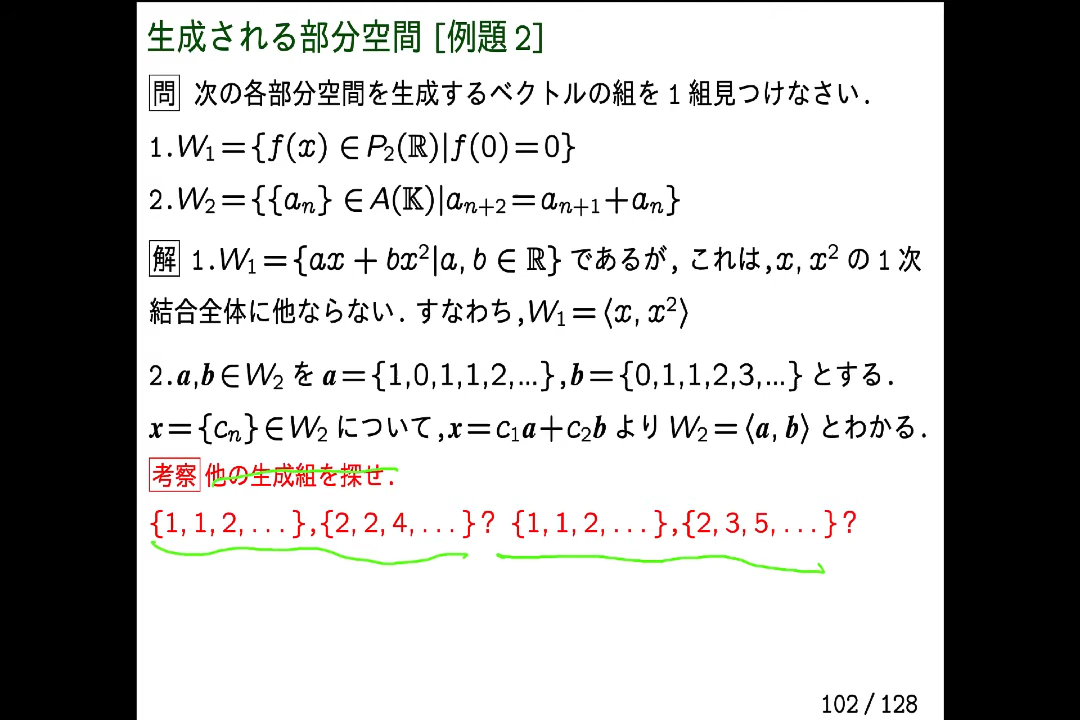 生成される部分空間 [例題 2]
問 次の各部分空間を生成するベクトルの組を 1 組見つけなさい.
1.W₁={f(x) ∈P₂(ℝ)|f(0)=0}
2.W₂={{aₙ} ∈A(𝕂)|aₙ₊₂=aₙ₊₁+aₙ}
解 1.W₁={ax + bx²|a, b ∈ ℝ} であるが, これは,x, x² の 1 次
結合全体に他ならない. すなわち,W₁=⟨x, x²⟩
2.a,b∈W₂ を a={1,0,1,1,2,...},b={0,1,1,2,3,...} とする.
x={cₙ}∈W₂ について,x=c₁a+c₂b より W₂=⟨a, b⟩ とわかる.
考察 他の生成組を探せ.
{1, 1, 2, . . . },{2, 2, 4, . . . }? {1, 1, 2, . . . },{2, 3, 5, . . . }?
102 / 128